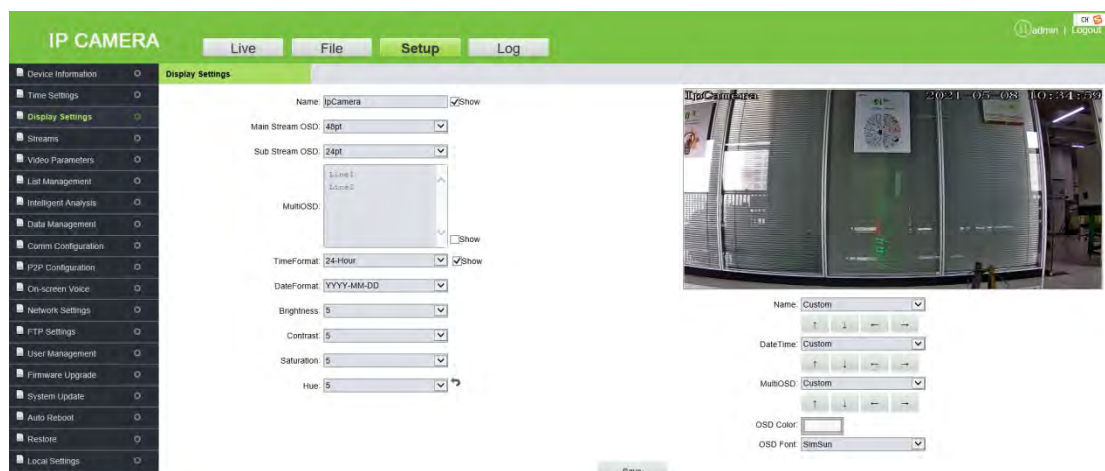 CH
IP CAMERA
Live
File
Setup
Log
admin | Logout
Device Information
Time Settings
Display Settings
Streams
Video Parameters
List Management
Intelligent Analysis
Data Management
Comm Configuration
P2P Configuration
On-screen Voice
Network Settings
FTP Settings
User Management
Firmware Upgrade
System Update
Auto Reboot
Restore
Local Settings
Display Settings
Name: IpCamera Show
Main Stream OSD: 48pt
Sub Stream OSD: 24pt
MultiOSD:
Line1
Line2
Show
TimeFormat: 24-Hour Show
DateFormat: YYYY-MM-DD
Brightness: 5
Contrast: 5
Saturation: 5
Hue: 5
IpCamera 2021-05-08 10:34:59
Name: Custom
↑ ↓ ← →
DateTime: Custom
↑ ↓ ← →
MultiOSD: Custom
↑ ↓ ← →
OSD Color:
OSD Font: SimSun
Save